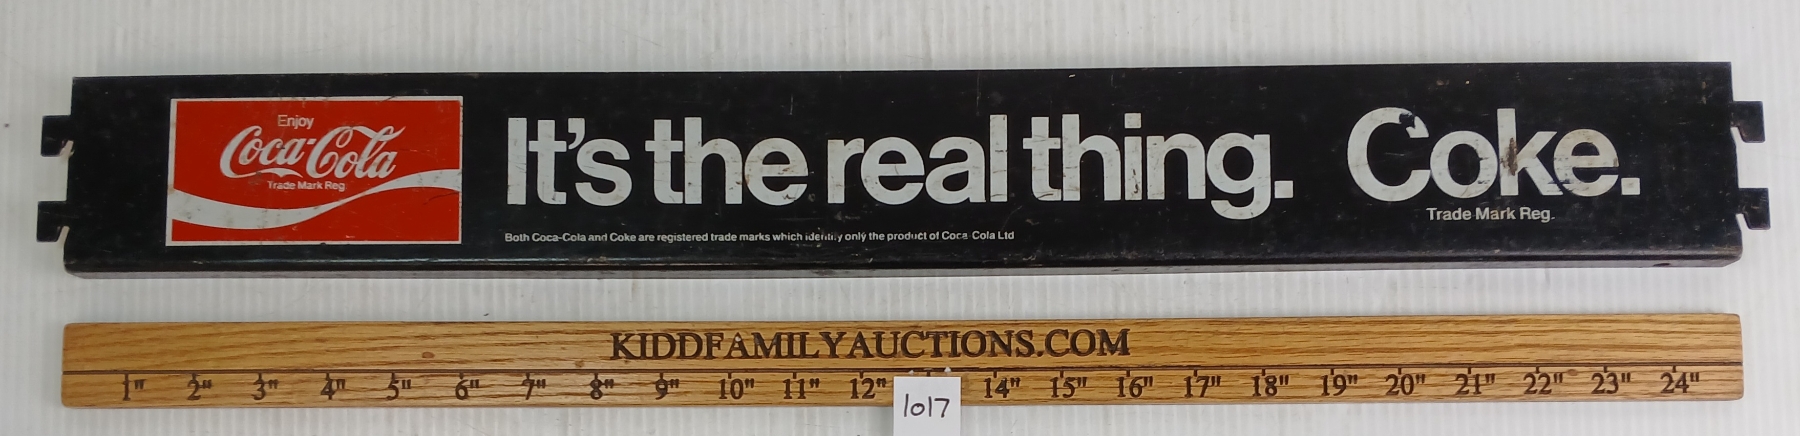 Enjoy
Coca-Cola
Trade Mark Reg.
It's the real thing. Coke.
Trade Mark Reg.
Both Coca-Cola and Coke are registered trade marks which identify only the product of Coca-Cola Ltd
KIDDFAMILYAUCTIONS.COM
1" 2" 3" 4" 5" 6" 7" 8" 9" 10" 11" 12" 14" 15" 16" 17" 18" 19" 20" 21" 22" 23" 24"
1017